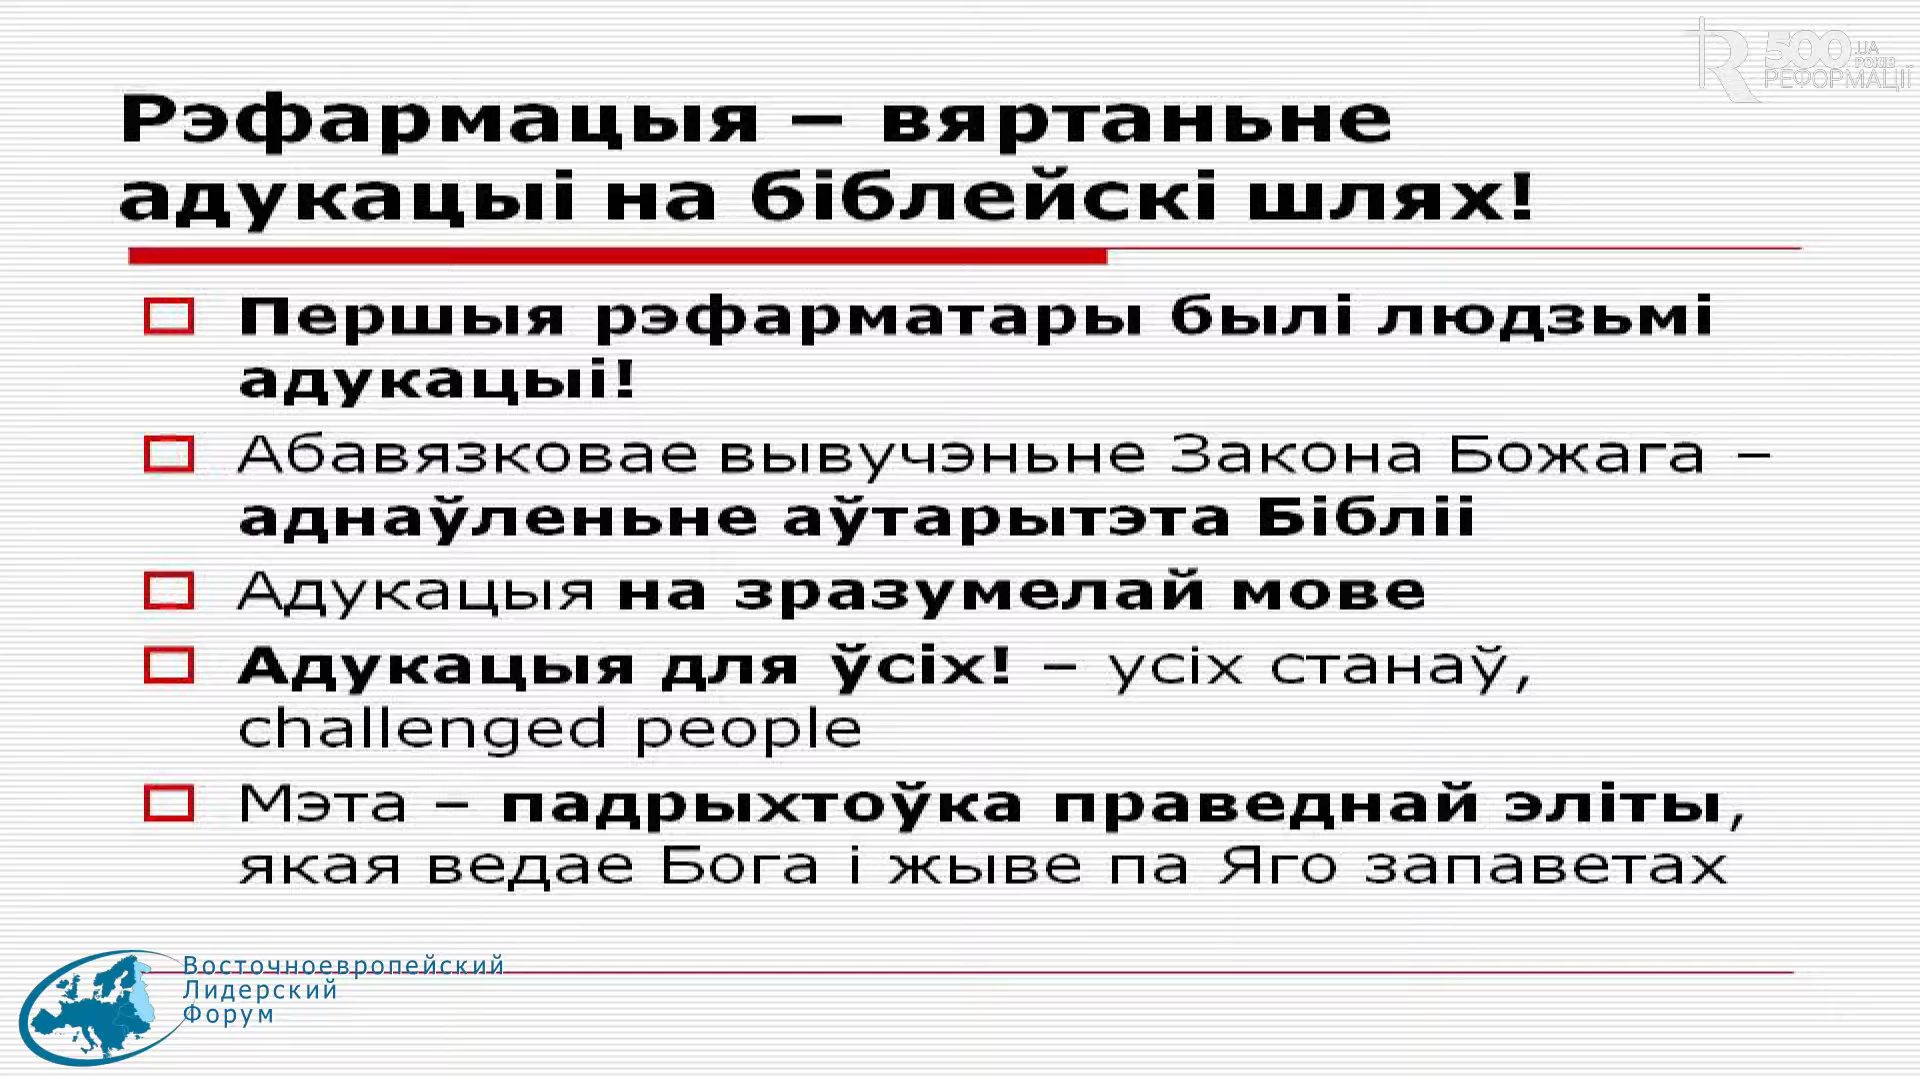 500.UA
РОКІВ
РЕФОРМАЦІЇ
Рэфармацыя – вяртаньне
адукацыі на біблейскі шлях!
Першыя рэфарматары былі людзьмі
адукацыі!
Абавязковае вывучэньне Закона Божага –
аднаўленьне аўтарытэта Бібліі
Адукацыя на зразумелай мове
Адукацыя для ўсіх! – усіх станаў,
challenged people
Мэта – падрыхтоўка праведнай эліты,
якая ведае Бога і жыве па Яго запаветах
Восточноевропейский
Лидерский
Форум